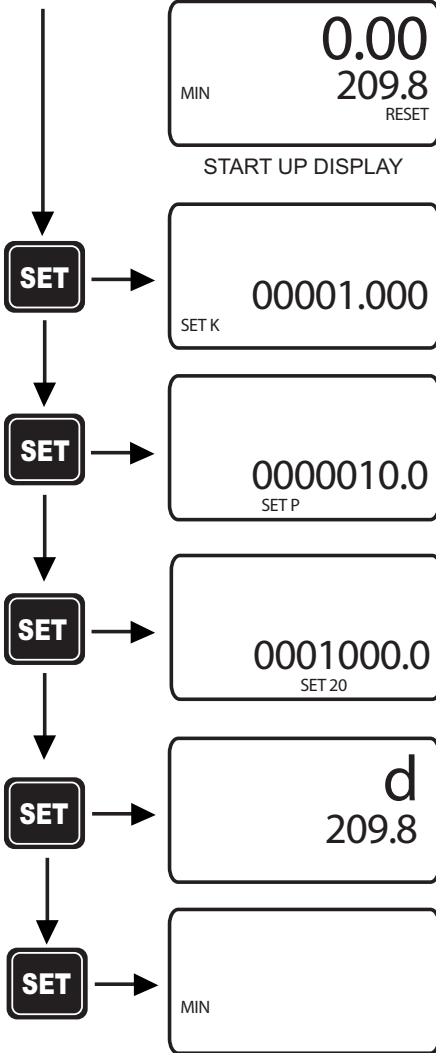 0.00
MIN 209.8
RESET
START UP DISPLAY
SET 00001.000
SET K
SET 0000010.0
SET P
SET 0001000.0
SET 20
SET d
209.8
SET
MIN